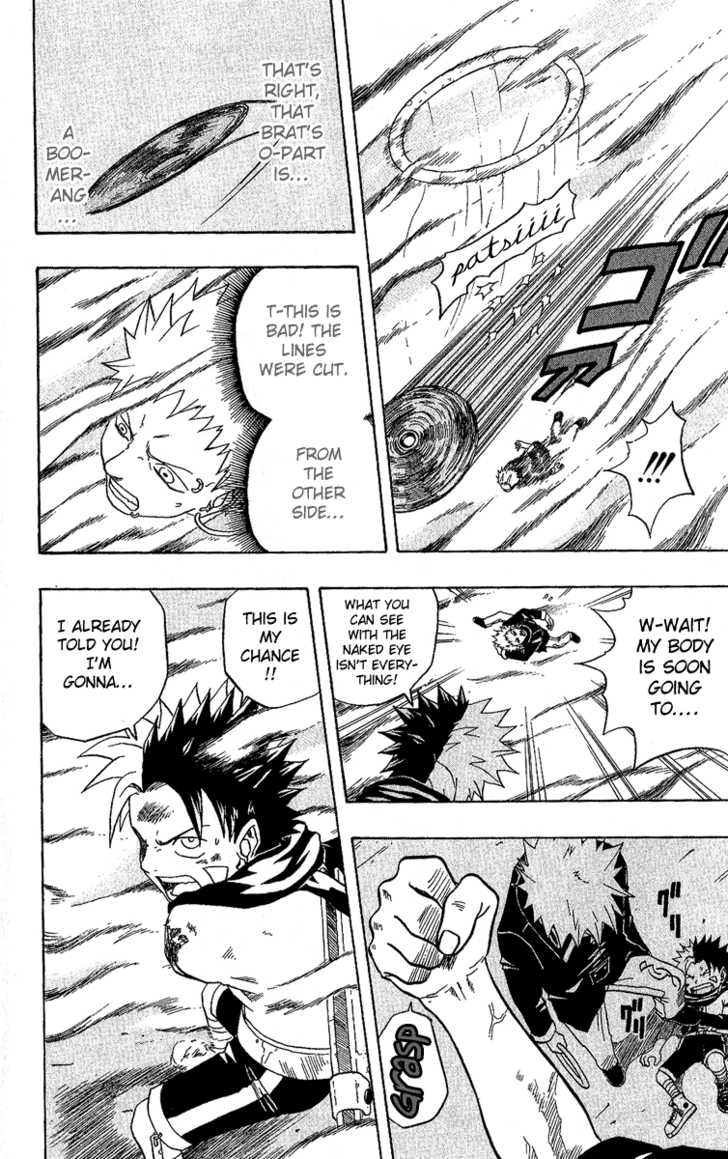 patsiiii
ゴ
ア
!!!
THAT'S
RIGHT,
THAT
BRAT'S
O-PART
IS...
A
BOO-
MER-
ANG
...
T-THIS IS
BAD! THE
LINES
WERE CUT.
FROM
THE
OTHER
SIDE...
W-WAIT!
MY BODY
IS SOON
GOING
TO....
WHAT YOU
CAN SEE
WITH THE
NAKED EYE
ISN'T EVERY-
THING!
THIS IS
MY
CHANCE
!!
I ALREADY
TOLD YOU!
I'M
GONNA...
Grasp